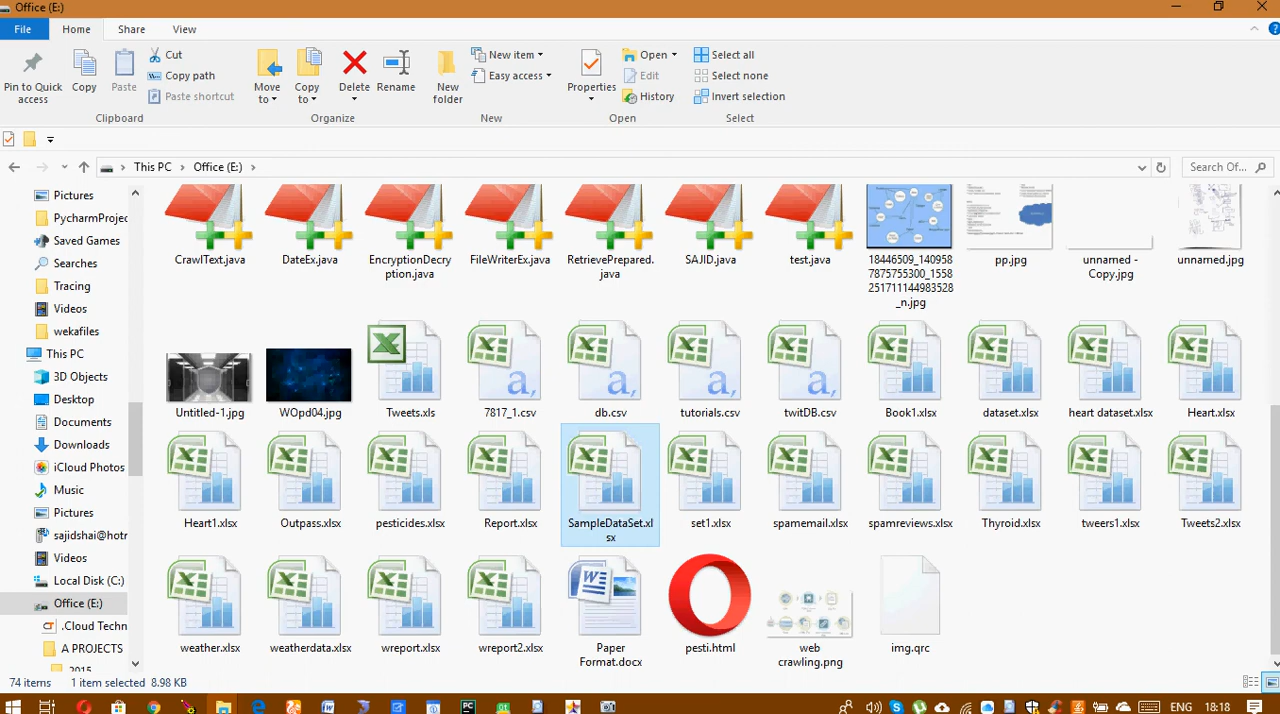 Office (E:)
File Home Share View
Pin to Quick access
Copy
Paste
Cut
Copy path
Paste shortcut
Move to
Copy to
Delete
Rename
New folder
New item
Easy access
Properties
Open
Edit
History
Select all
Select none
Invert selection
Clipboard Organize New Open Select
This PC Office (E:)
Search Of...
Pictures
PycharmProjec
Saved Games
Searches
Tracing
Videos
wekafiles
This PC
3D Objects
Desktop
Documents
Downloads
iCloud Photos
Music
Pictures
sajidshai@hotr
Videos
Local Disk (C:)
Office (E:)
.Cloud Techn
A PROJECTS
2015
CrawlText.java
DateEx.java
EncryptionDecry
ption.java
FileWriterEx.java
RetrievePrepared.
java
SAJID.java
test.java
18446509_140958
7875755300_1558
251711144983528
_n.jpg
pp.jpg
unnamed -
Copy.jpg
unnamed.jpg
Untitled-1.jpg
WOpd04.jpg
Tweets.xls
7817_1.csv
db.csv
tutorials.csv
twitDB.csv
Book1.xlsx
dataset.xlsx
heart dataset.xlsx
Heart.xlsx
Heart1.xlsx
Outpass.xlsx
pesticides.xlsx
Report.xlsx
SampleDataSet.xl
sx
set1.xlsx
spamemail.xlsx
spamreviews.xlsx
Thyroid.xlsx
tweers1.xlsx
Tweets2.xlsx
weather.xlsx
weatherdata.xlsx
wreport.xlsx
wreport2.xlsx
Paper
Format.docx
pesti.html
web
crawling.png
img.qrc
74 items 1 item selected 8.98 KB
ENG 18:18